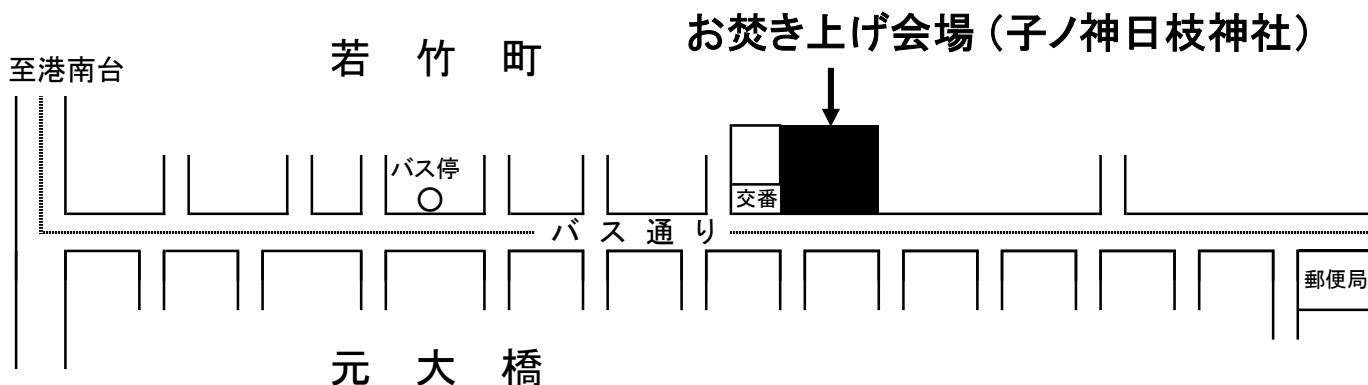 お焚き上げ会場（子ノ神日枝神社）
若竹町
至港南台
バス停
交番
バス通り
郵便局
元大橋